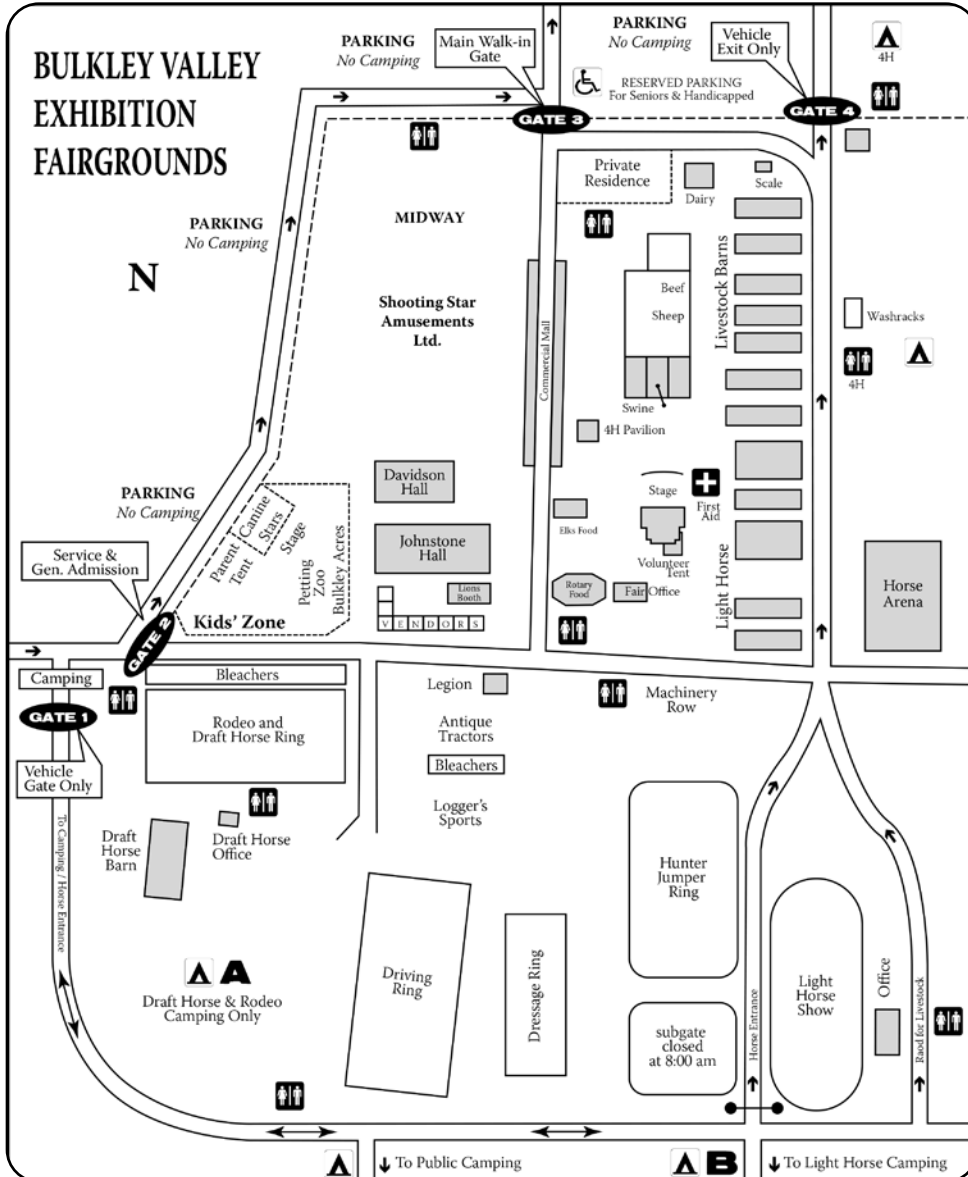 BULKLEY VALLEY
EXHIBITION
FAIRGROUNDS
PARKING
No Camping
Main Walk-in
Gate
PARKING
No Camping
Vehicle
Exit Only
4H
RESERVED PARKING
For Seniors & Handicapped
GATE 3
GATE 4
Private
Residence
Dairy
Scale
PARKING
No Camping
MIDWAY
N
Shooting Star
Amusements
Ltd.
Commercial Mall
Beef
Sheep
Swine
Livestock Barns
Washracks
4H
4H Pavilion
PARKING
No Camping
Davidson
Hall
Stage
First
Aid
Elks Food
Volunteer
Tent
Johnstone
Hall
Service &
Gen. Admission
Parent
Tent
Canine
Stars
Stage
Petting
Zoo
Bulkley Acres
Lions
Booth
Rotary
Food
Fair Office
Light Horse
Horse
Arena
Kids' Zone
VENDORS
GATE 2
Camping
Bleachers
GATE 1
Rodeo and
Draft Horse Ring
Legion
Machinery
Row
Antique
Tractors
Bleachers
Logger's
Sports
Vehicle
Gate Only
To Camping / Horse Entrance
Draft
Horse
Barn
Draft Horse
Office
Hunter
Jumper
Ring
Driving
Ring
Dressage Ring
A
Draft Horse & Rodeo
Camping Only
Light
Horse
Show
Office
subgate
closed
at 8:00 am
Horse Entrance
Raod for Livestock
To Public Camping
B
To Light Horse Camping